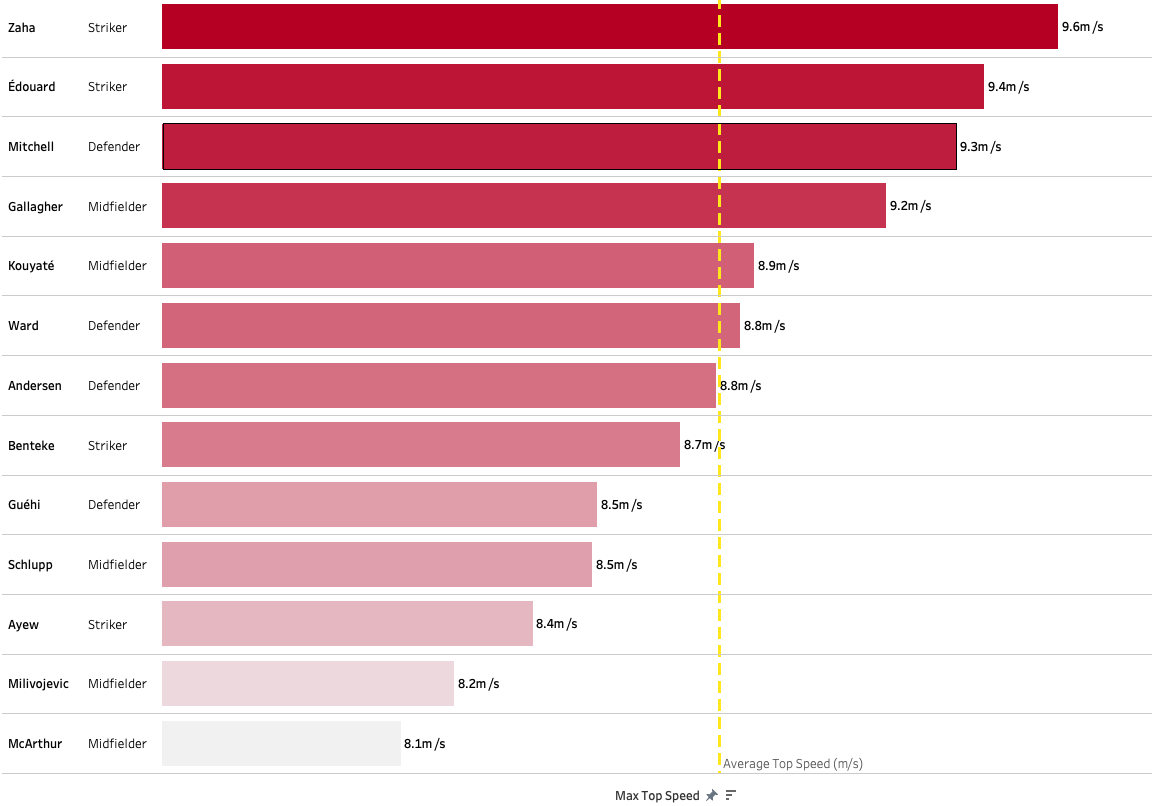 Zaha Striker 9.6m/s
Édouard Striker 9.4m/s
Mitchell Defender 9.3m/s
Gallagher Midfielder 9.2m/s
Kouyaté Midfielder 8.9m/s
Ward Defender 8.8m/s
Andersen Defender 8.8m/s
Benteke Striker 8.7m/s
Guéhi Defender 8.5m/s
Schlupp Midfielder 8.5m/s
Ayew Striker 8.4m/s
Milivojevic Midfielder 8.2m/s
McArthur Midfielder 8.1m/s
Average Top Speed (m/s)
Max Top Speed